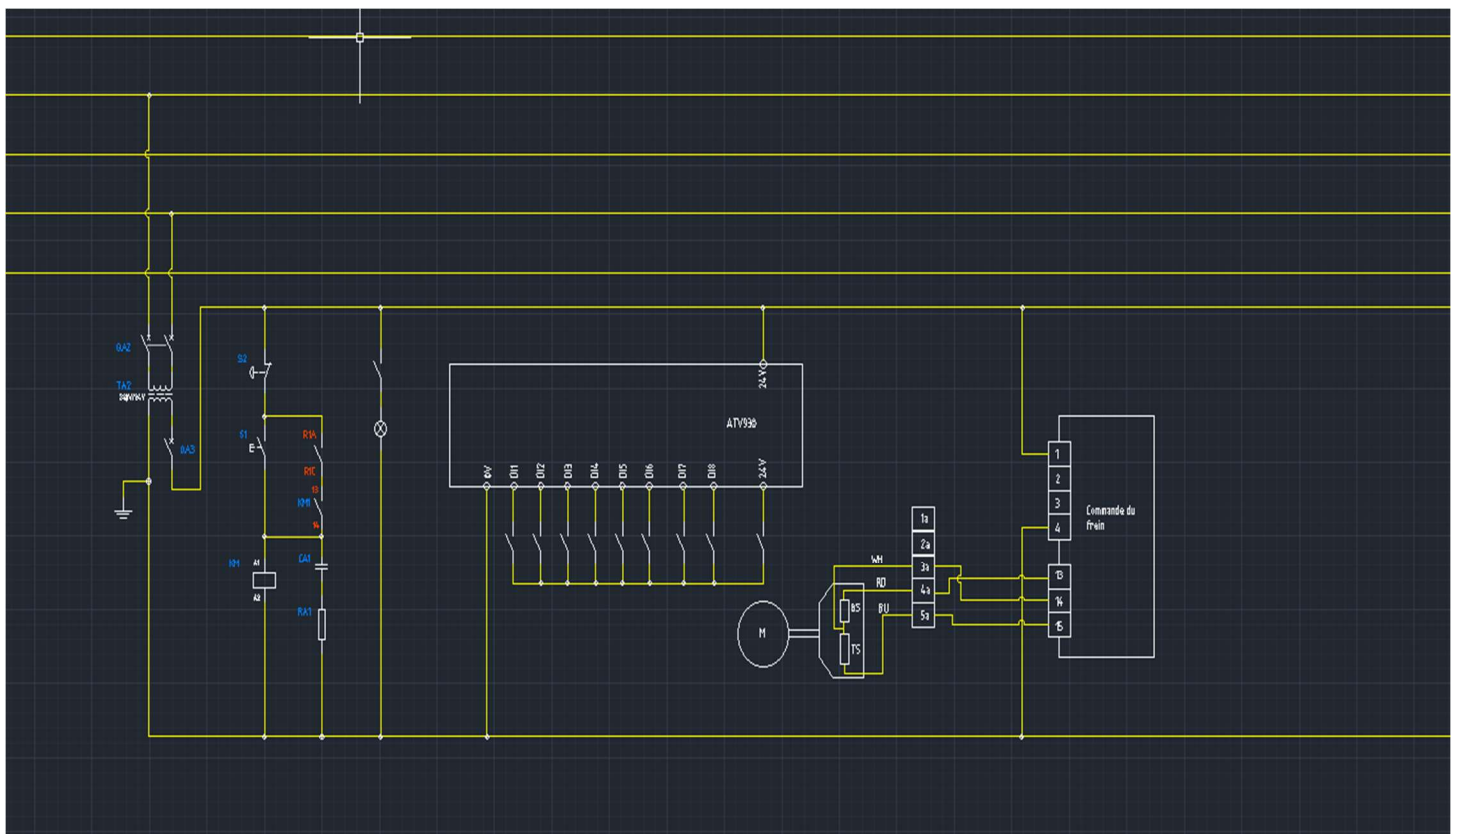 QA2
TA2
QA3
S2
S1
R1A
R1C
13
KM1
14
KM
A1
A2
CA1
RA1
24V
ATV930
0V
DI1
DI2
DI3
DI4
DI5
DI6
DI7
DI8
24V
M
BS
TS
WH
RD
BU
1a
2a
3a
4a
5a
1
2
3
4
13
14
15
Commande du
frein